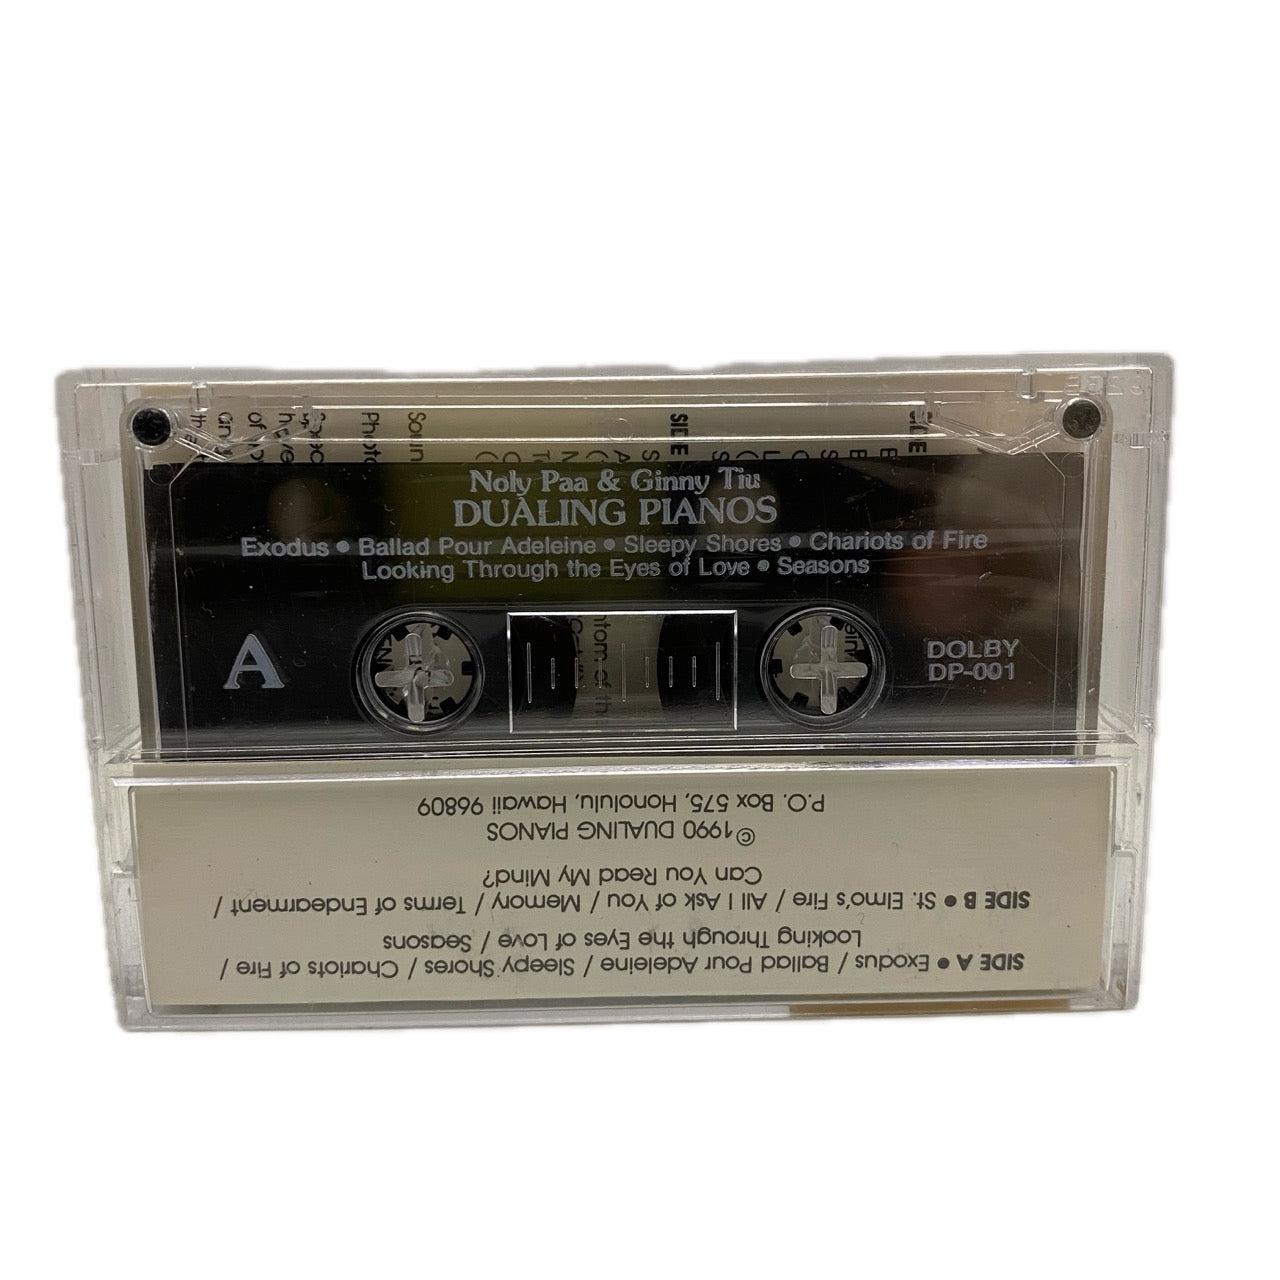 SIDE
SIDE
Noly Paa & Ginny Tiu
DUALING PIANOS
Exodus • Ballad Pour Adeleine • Sleepy Shores • Chariots of Fire
Looking Through the Eyes of Love • Seasons
A
DOLBY
DP-001
SIDE A • Exodus / Ballad Pour Adeleine / Sleepy Shores / Chariots of Fire /
Looking Through the Eyes of Love / Seasons
SIDE B • St. Elmo's Fire / All I Ask of You / Memory / Terms of Endearment /
Can You Read My Mind?
©1990 DUALING PIANOS
P.O. Box 575, Honolulu, Hawaii 96809